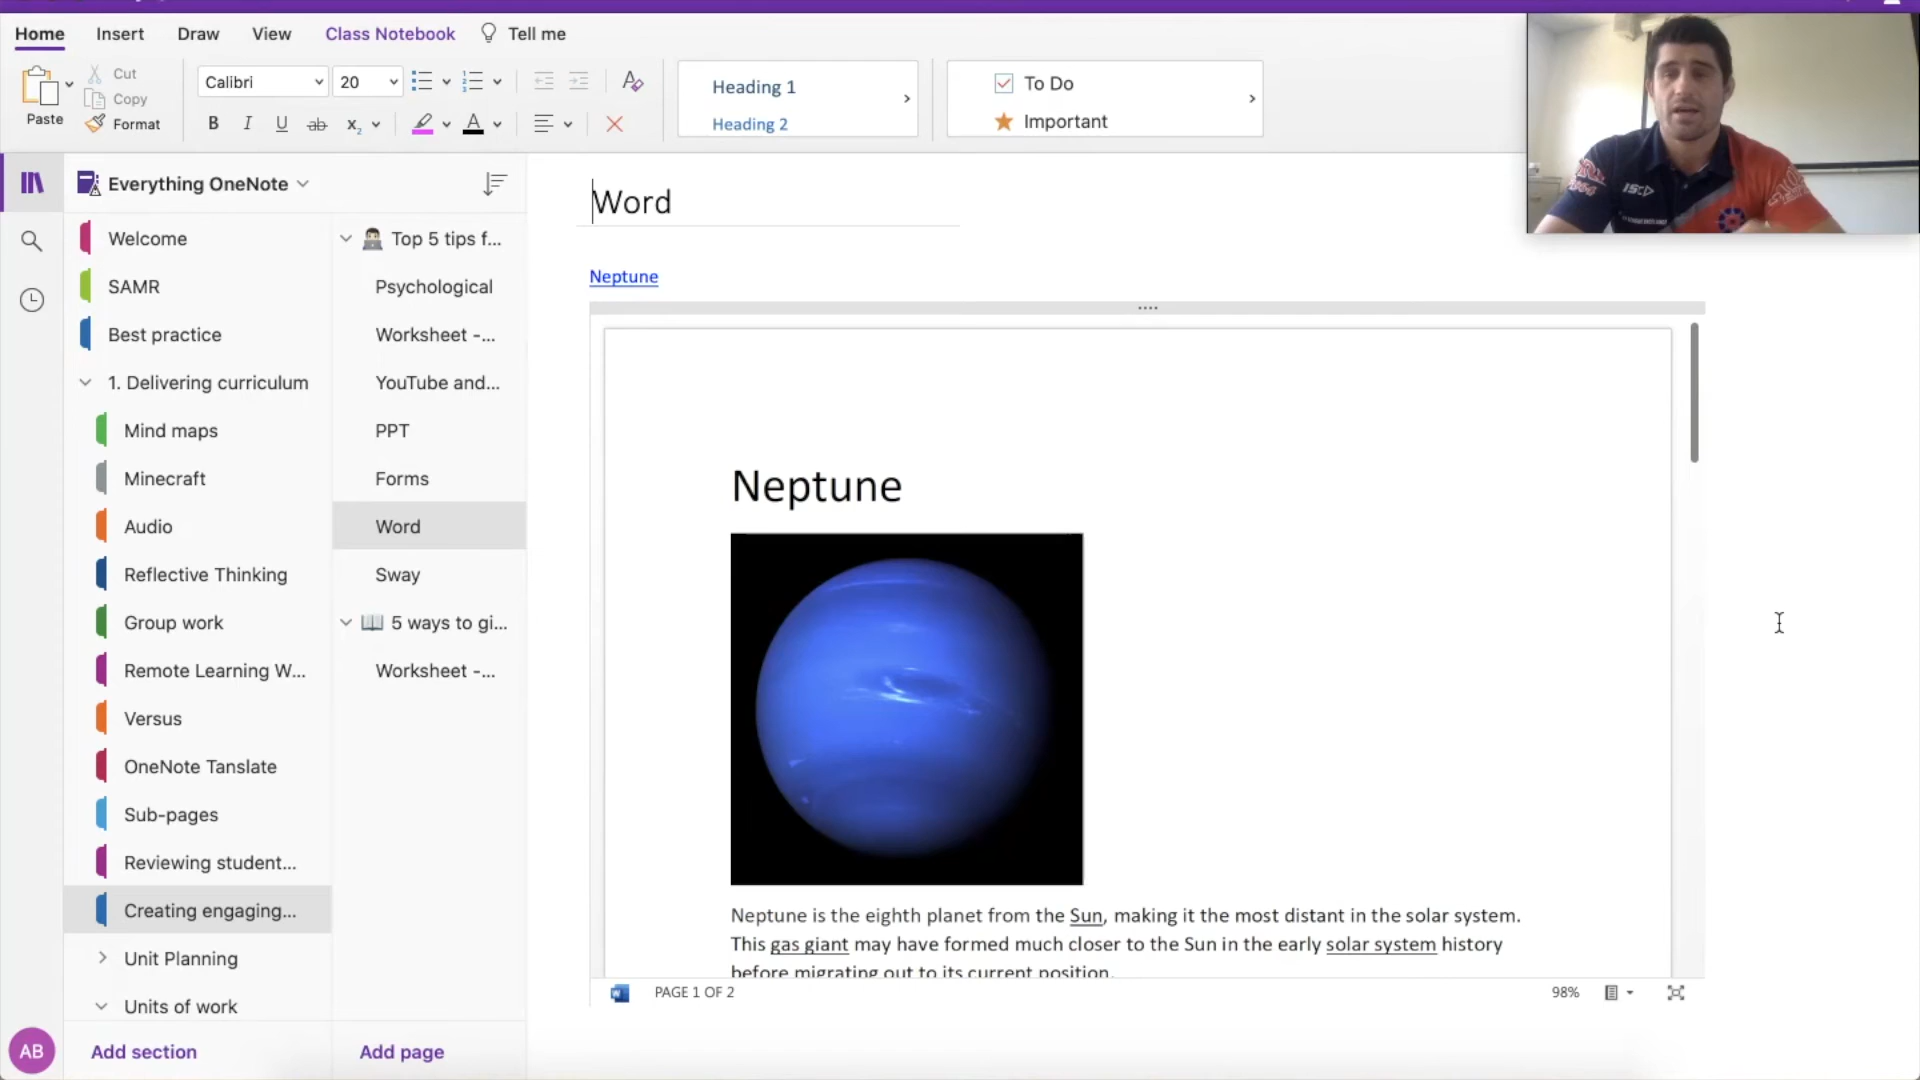 Home Insert Draw View Class Notebook Tell me
Paste
Cut
Copy
Format
Calibri 20
B I U ab x₂ A
Heading 1
Heading 2
To Do
Important
Everything OneNote
Welcome
SAMR
Best practice
1. Delivering curriculum
Mind maps
Minecraft
Audio
Reflective Thinking
Group work
Remote Learning W...
Versus
OneNote Tanslate
Sub-pages
Reviewing student...
Creating engaging...
Unit Planning
Units of work
Add section
AB
Top 5 tips f...
Psychological
Worksheet -...
YouTube and...
PPT
Forms
Word
Sway
5 ways to gi...
Worksheet -...
Add page
Word
Neptune
Neptune
Neptune is the eighth planet from the Sun, making it the most distant in the solar system.
This gas giant may have formed much closer to the Sun in the early solar system history
before migrating out to its current position.
PAGE 1 OF 2
98%
ISC